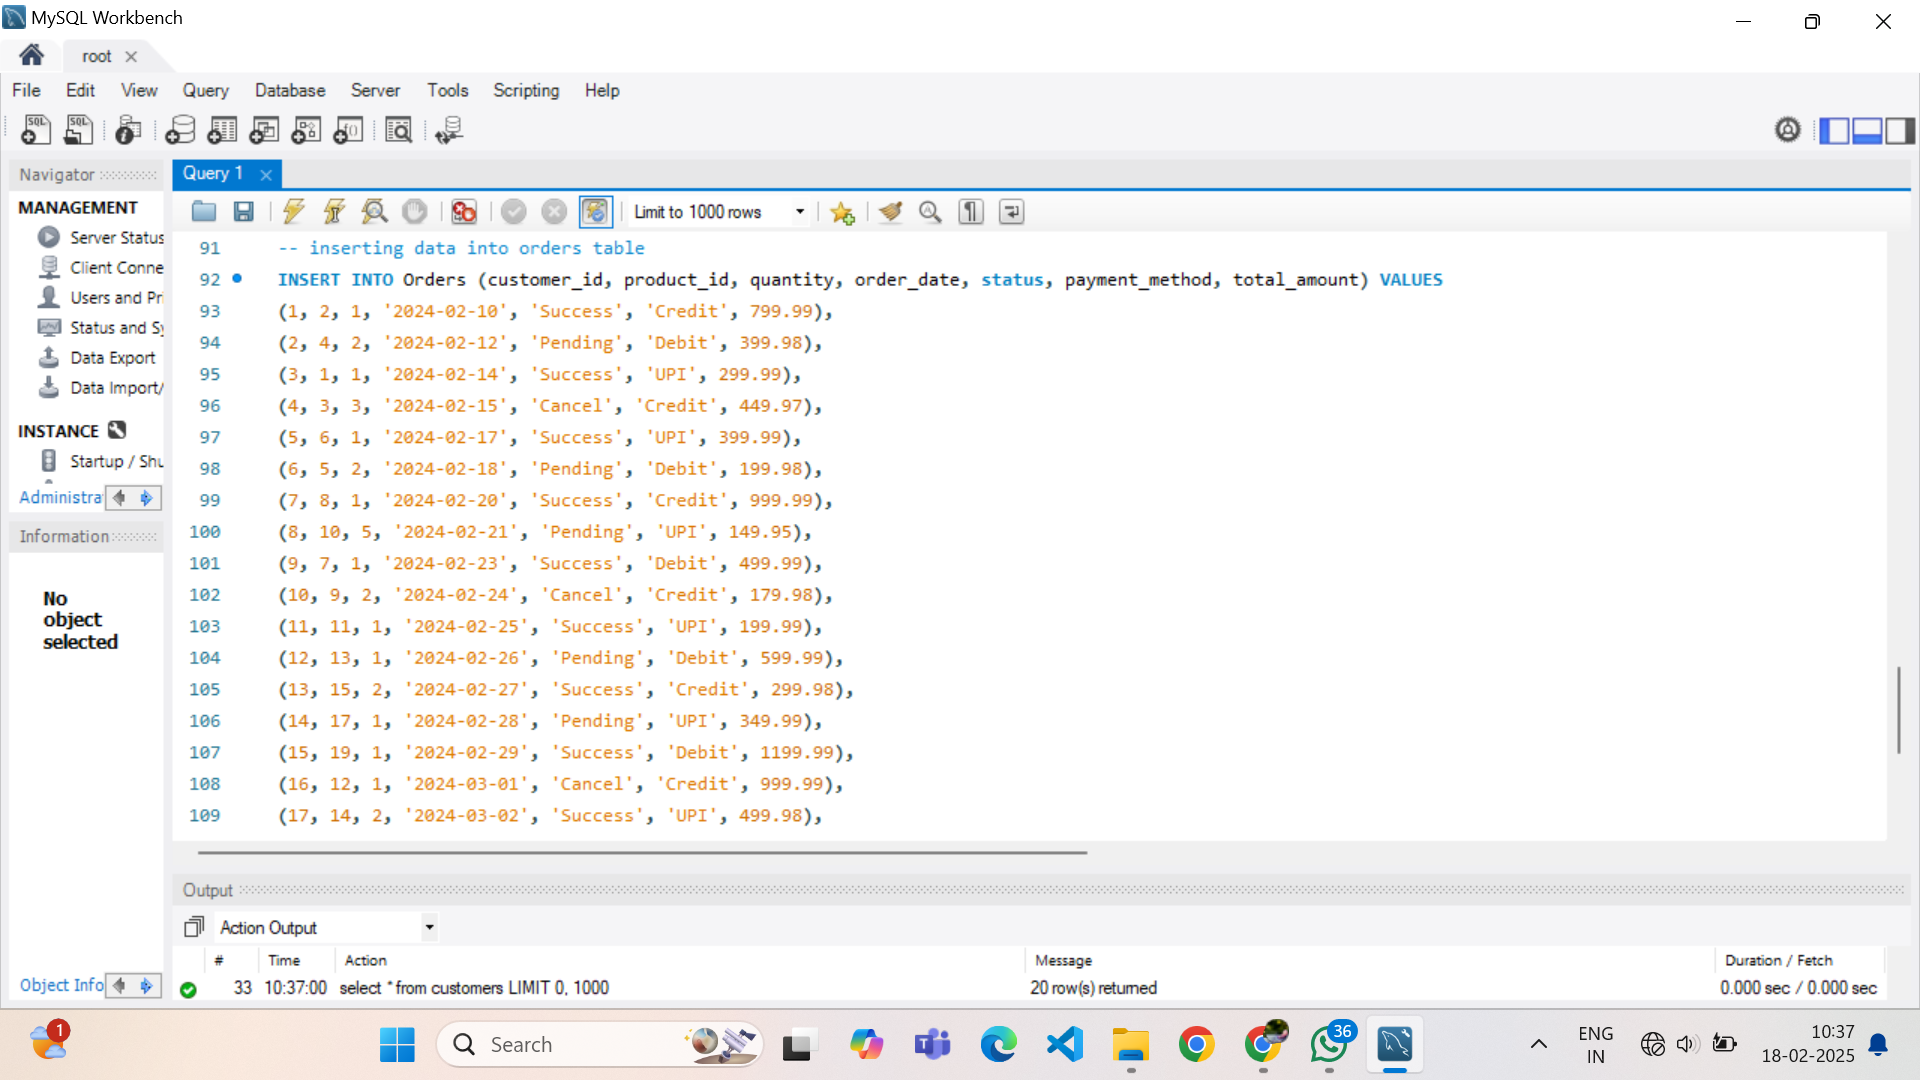 MySQL Workbench
root
File Edit View Query Database Server Tools Scripting Help
Navigator
MANAGEMENT
Server Status
Client Conne
Users and Pri
Status and Sy
Data Export
Data Import/
INSTANCE
Startup / Shu
Administra
Information
No
object
selected
Object Info
Query 1
Limit to 1000 rows
91 -- inserting data into orders table
92 INSERT INTO Orders (customer_id, product_id, quantity, order_date, status, payment_method, total_amount) VALUES
93 (1, 2, 1, '2024-02-10', 'Success', 'Credit', 799.99),
94 (2, 4, 2, '2024-02-12', 'Pending', 'Debit', 399.98),
95 (3, 1, 1, '2024-02-14', 'Success', 'UPI', 299.99),
96 (4, 3, 3, '2024-02-15', 'Cancel', 'Credit', 449.97),
97 (5, 6, 1, '2024-02-17', 'Success', 'UPI', 399.99),
98 (6, 5, 2, '2024-02-18', 'Pending', 'Debit', 199.98),
99 (7, 8, 1, '2024-02-20', 'Success', 'Credit', 999.99),
100 (8, 10, 5, '2024-02-21', 'Pending', 'UPI', 149.95),
101 (9, 7, 1, '2024-02-23', 'Success', 'Debit', 499.99),
102 (10, 9, 2, '2024-02-24', 'Cancel', 'Credit', 179.98),
103 (11, 11, 1, '2024-02-25', 'Success', 'UPI', 199.99),
104 (12, 13, 1, '2024-02-26', 'Pending', 'Debit', 599.99),
105 (13, 15, 2, '2024-02-27', 'Success', 'Credit', 299.98),
106 (14, 17, 1, '2024-02-28', 'Pending', 'UPI', 349.99),
107 (15, 19, 1, '2024-02-29', 'Success', 'Debit', 1199.99),
108 (16, 12, 1, '2024-03-01', 'Cancel', 'Credit', 999.99),
109 (17, 14, 2, '2024-03-02', 'Success', 'UPI', 499.98),
Output
Action Output
# Time Action Message Duration / Fetch
33 10:37:00 select * from customers LIMIT 0, 1000 20 row(s) returned 0.000 sec / 0.000 sec
1
Search
36
ENG
IN
10:37
18-02-2025